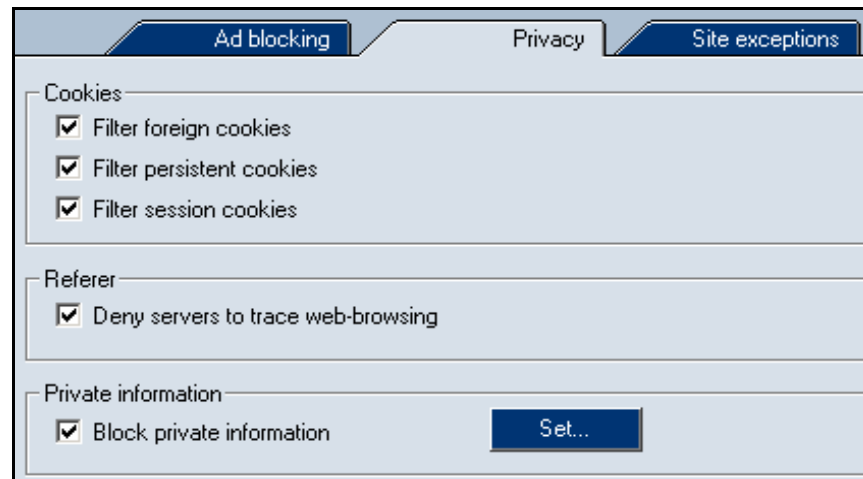 Ad blocking Privacy Site exceptions
Cookies
Filter foreign cookies
Filter persistent cookies
Filter session cookies
Referer
Deny servers to trace web-browsing
Private information
Block private information Set...